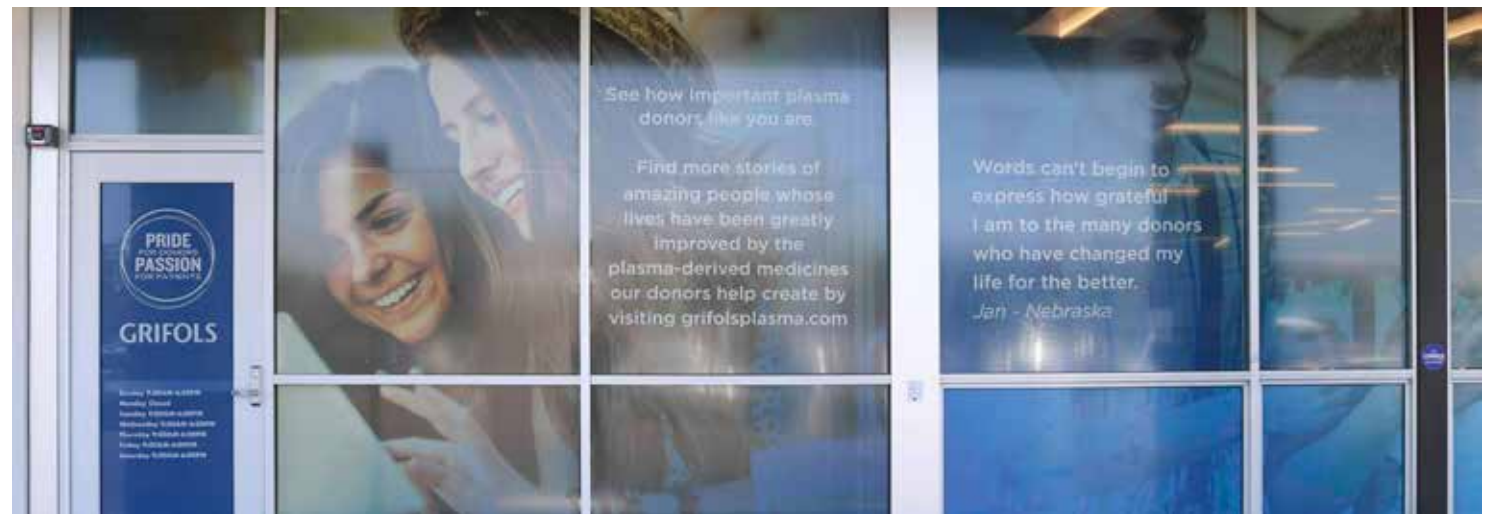 PRIDE
FOR DONORS
PASSION
FOR PATIENTS
GRIFOLS
Monday Closed
See how important plasma
donors like you are
Find more stories of
amazing people whose
lives have been greatly
improved by the
plasma-derived medicines
our donors help create by
visiting grifolsplasma.com
Words can't begin to
express how grateful
I am to the many donors
who have changed my
life for the better.
Jan - Nebraska